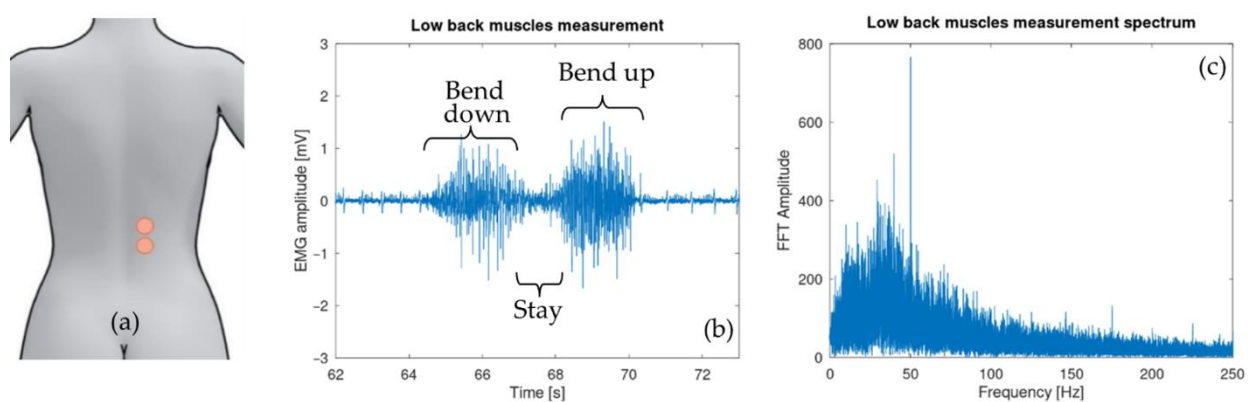 (a)
Low back muscles measurement
3
2
1
0
−1
−2
−3
EMG amplitude [mV]
Bend
down
Bend up
Stay
(b)
62
64
66
68
70
72
Time [s]
Low back muscles measurement spectrum
800
600
400
200
0
FFT Amplitude
(c)
0
50
100
150
200
250
Frequency [Hz]